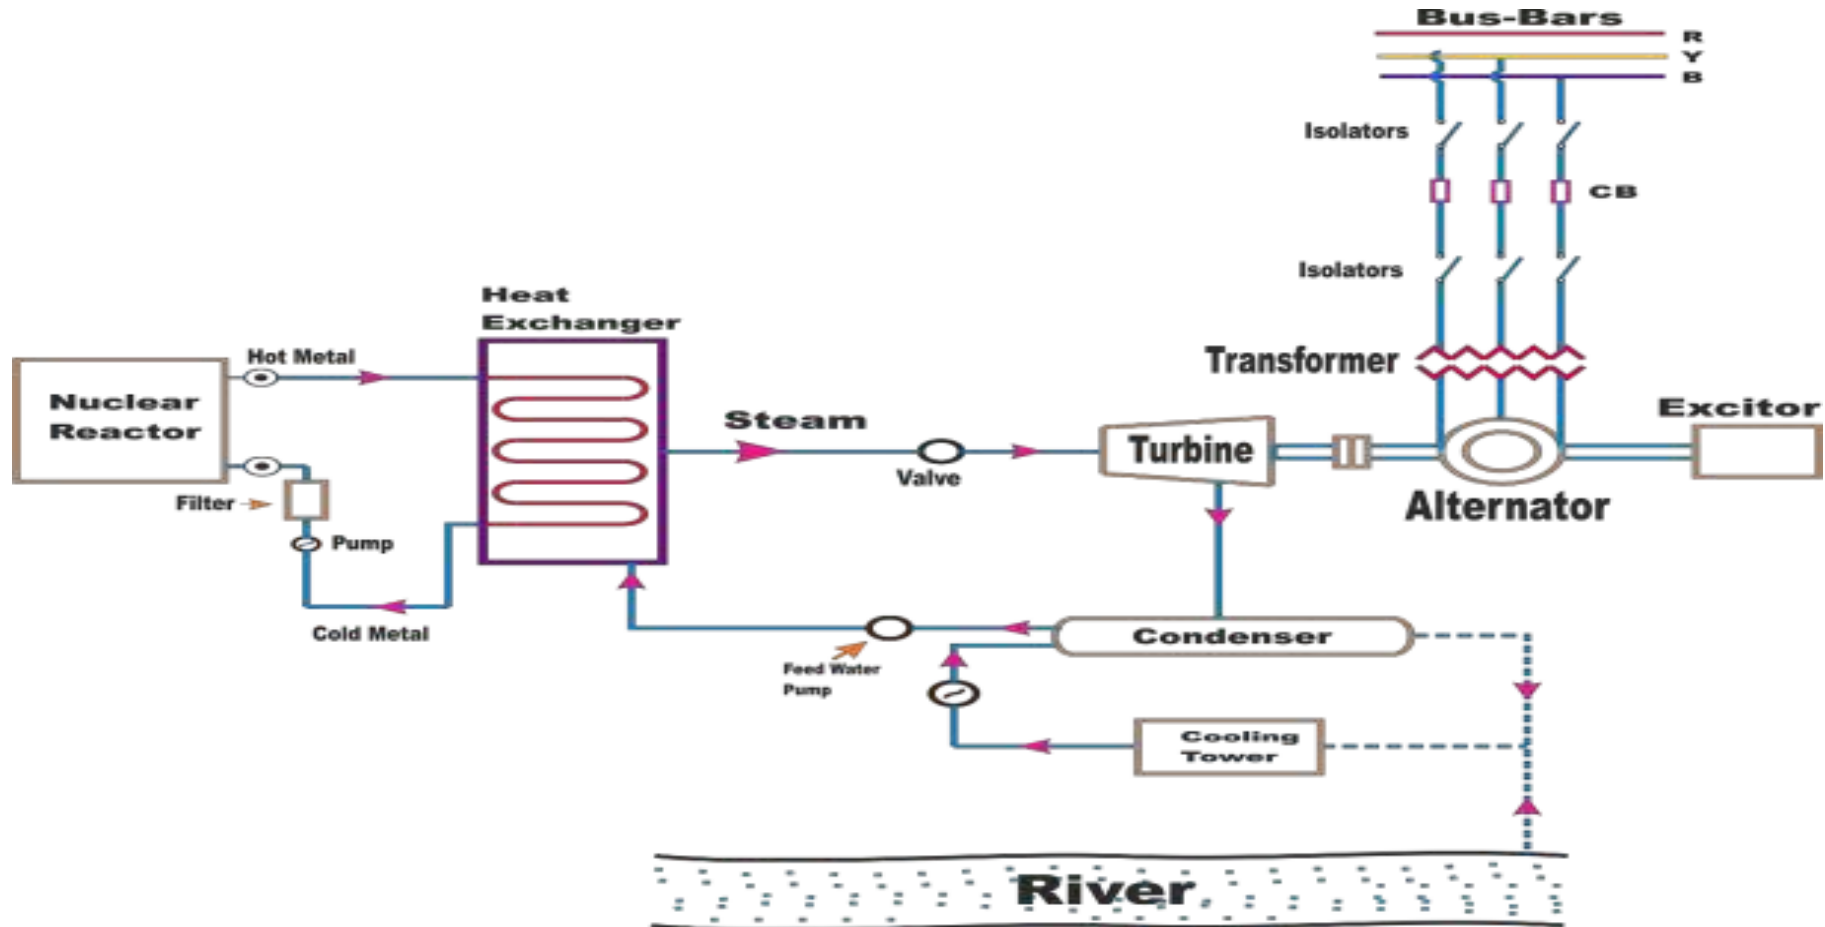 Bus-Bars
R
Y
B
Isolators
CB
Isolators
Heat
Exchanger
Hot Metal
Transformer
Nuclear
Reactor
Steam
Excitor
Turbine
Valve
Alternator
Filter
Pump
Cold Metal
Condenser
Feed Water
Pump
Cooling
Tower
River